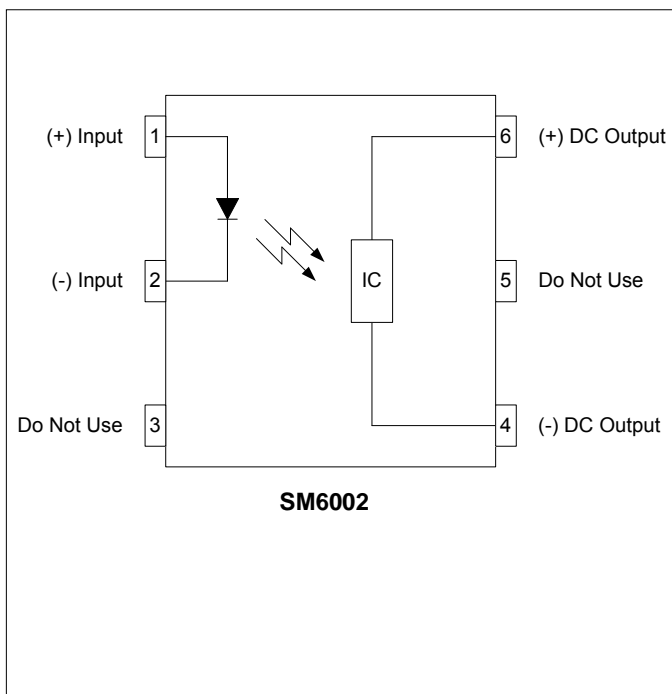 (+) Input 1
6 (+) DC Output
(-) Input 2
IC
5 Do Not Use
Do Not Use 3
4 (-) DC Output
SM6002